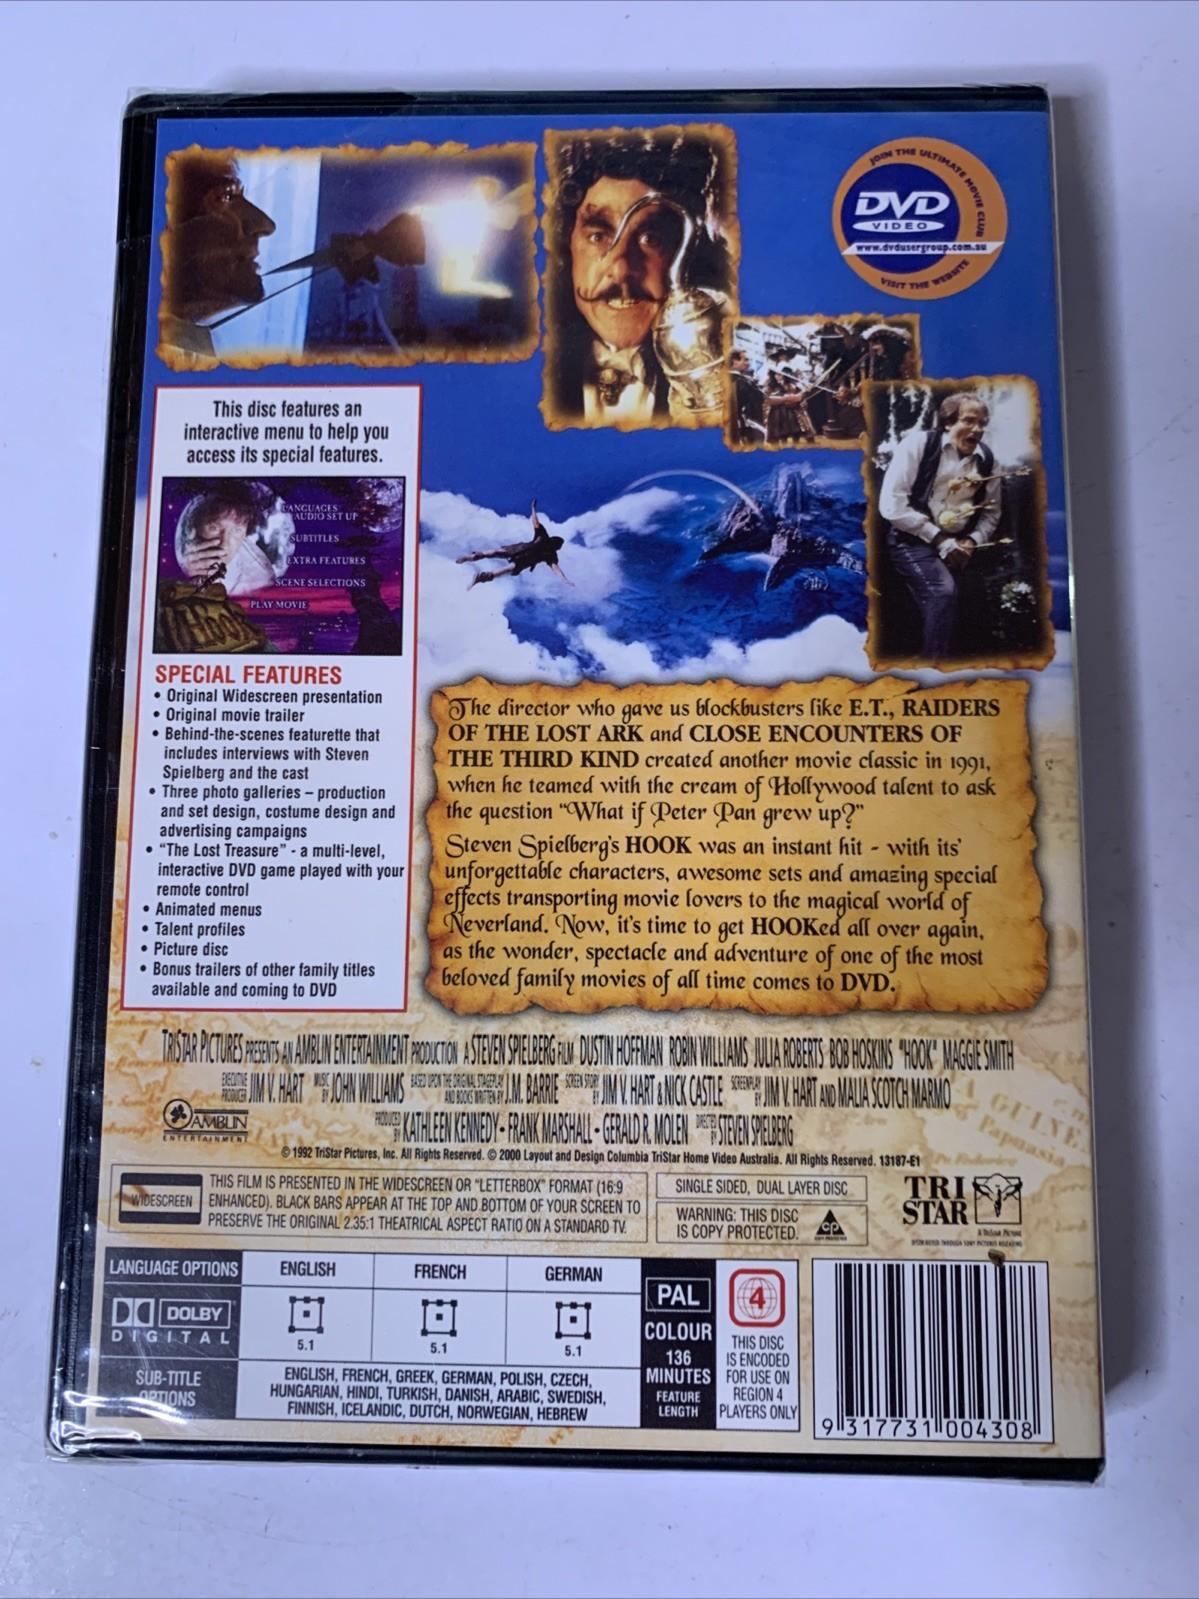 JOIN THE ULTIMATE MOVIE CLUB
DVD
VIDEO
www.dvdusergroup.com.au
VISIT THE WEBSITE
This disc features an
interactive menu to help you
access its special features.
LANGUAGES
AUDIO SET UP
SUBTITLES
EXTRA FEATURES
SCENE SELECTIONS
PLAY MOVIE
HOOK
SPECIAL FEATURES
• Original Widescreen presentation
• Original movie trailer
• Behind-the-scenes featurette that
includes interviews with Steven
Spielberg and the cast
• Three photo galleries – production
and set design, costume design and
advertising campaigns
• "The Lost Treasure" - a multi-level,
interactive DVD game played with your
remote control
• Animated menus
• Talent profiles
• Picture disc
• Bonus trailers of other family titles
available and coming to DVD
The director who gave us blockbusters like E.T., RAIDERS
OF THE LOST ARK and CLOSE ENCOUNTERS OF
THE THIRD KIND created another movie classic in 1991,
when he teamed with the cream of Hollywood talent to ask
the question "What if Peter Pan grew up?"
Steven Spielberg's HOOK was an instant hit - with its'
unforgettable characters, awesome sets and amazing special
effects transporting movie lovers to the magical world of
Neverland. Now, it's time to get HOOKed all over again,
as the wonder, spectacle and adventure of one of the most
beloved family movies of all time comes to DVD.
TRISTAR PICTURES PRESENTS AN AMBLIN ENTERTAINMENT PRODUCTION A STEVEN SPIELBERG FILM DUSTIN HOFFMAN ROBIN WILLIAMS JULIA ROBERTS BOB HOSKINS "HOOK" MAGGIE SMITH
EXECUTIVE PRODUCER JIM V. HART MUSIC BY JOHN WILLIAMS BASED UPON THE ORIGINAL STAGEPLAY AND BOOKS WRITTEN BY J.M. BARRIE SCREEN STORY BY JIM V. HART & NICK CASTLE SCREENPLAY BY JIM V. HART AND MALIA SCOTCH MARMO
PRODUCED BY KATHLEEN KENNEDY - FRANK MARSHALL - GERALD R. MOLEN DIRECTED BY STEVEN SPIELBERG
AMBLIN
ENTERTAINMENT
© 1992 TriStar Pictures, Inc. All Rights Reserved. © 2000 Layout and Design Columbia TriStar Home Video Australia. All Rights Reserved. 13187-E1
WIDESCREEN
THIS FILM IS PRESENTED IN THE WIDESCREEN OR "LETTERBOX" FORMAT (16:9
ENHANCED). BLACK BARS APPEAR AT THE TOP AND BOTTOM OF YOUR SCREEN TO
PRESERVE THE ORIGINAL 2.35:1 THEATRICAL ASPECT RATIO ON A STANDARD TV.
SINGLE SIDED, DUAL LAYER DISC
WARNING: THIS DISC
IS COPY PROTECTED.
CP
TRI
STAR
A TriStar Picture
DISTRIBUTED THROUGH SONY PICTURES RELEASING
LANGUAGE OPTIONS
ENGLISH
FRENCH
GERMAN
DOLBY
DIGITAL
5.1
5.1
5.1
SUB-TITLE
OPTIONS
ENGLISH, FRENCH, GREEK, GERMAN, POLISH, CZECH,
HUNGARIAN, HINDI, TURKISH, DANISH, ARABIC, SWEDISH,
FINNISH, ICELANDIC, DUTCH, NORWEGIAN, HEBREW
PAL
COLOUR
136
MINUTES
FEATURE
LENGTH
4
THIS DISC
IS ENCODED
FOR USE ON
REGION 4
PLAYERS ONLY
9 317731 004308